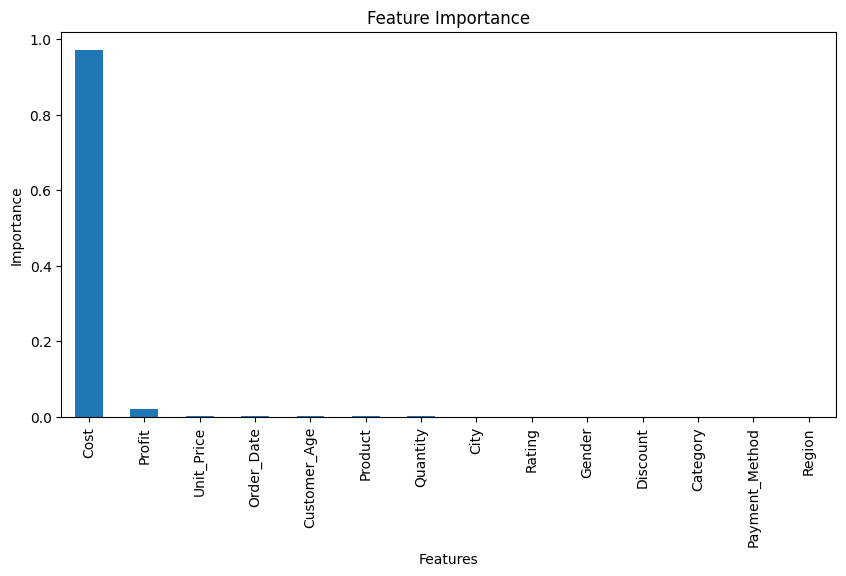 Feature Importance
1.0
0.8
0.6
0.4
0.2
0.0
Importance
Cost
Profit
Unit_Price
Order_Date
Customer_Age
Product
Quantity
City
Rating
Gender
Discount
Category
Payment_Method
Region
Features